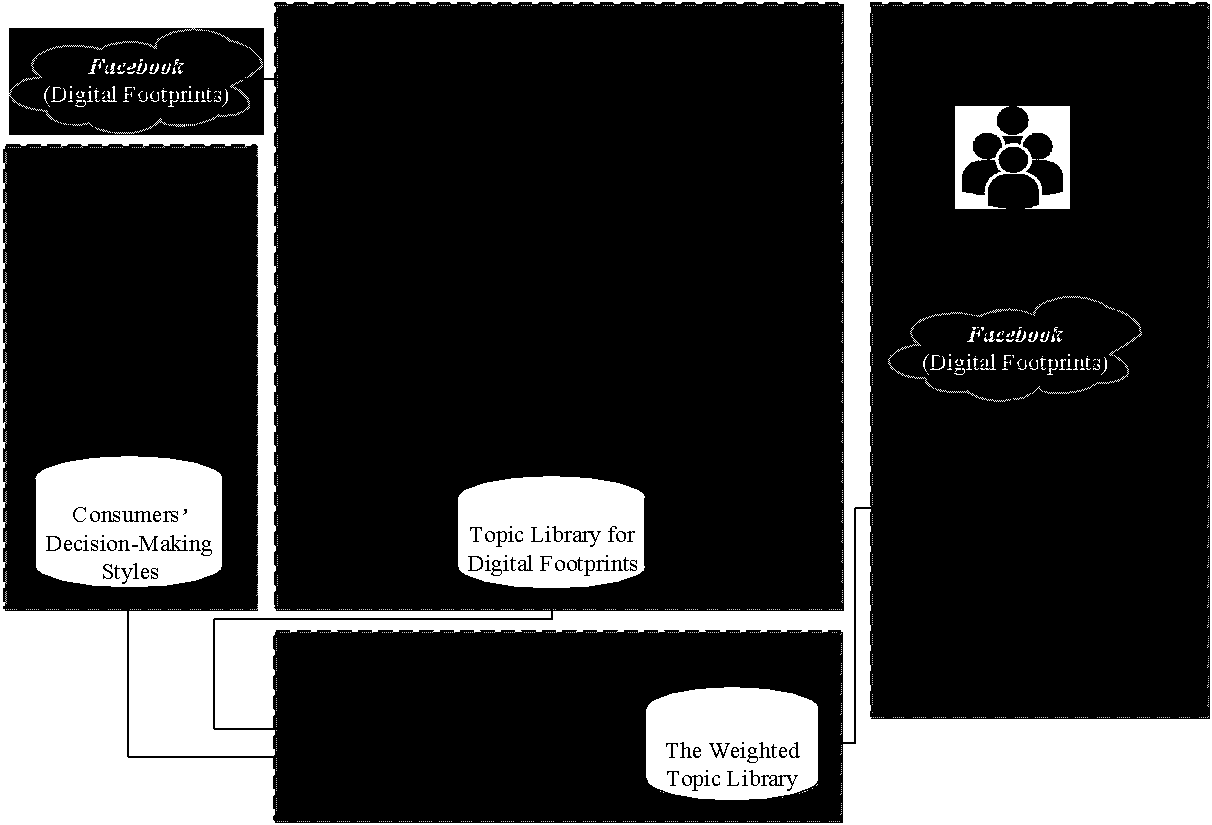 Facebook
(Digital Footprints)
Facebook
(Digital Footprints)
Consumers’
Decision-Making
Styles
Topic Library for
Digital Footprints
The Weighted
Topic Library